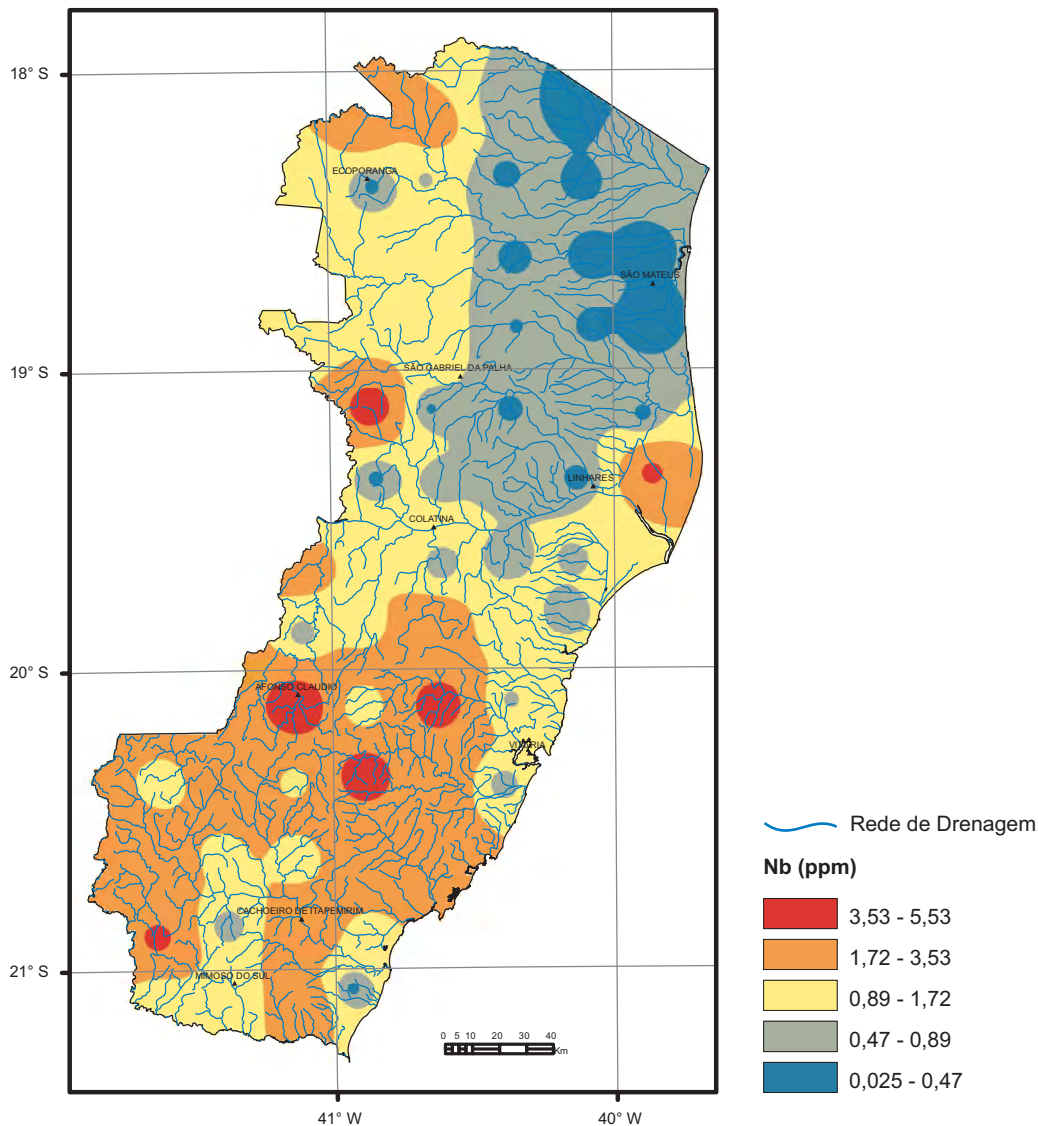 18° S
ECOPORANGA
SÃO MATEUS
19° S
SÃO GABRIEL DA PALHA
LINHARES
COLATINA
20° S
AFONSO CLAUDIO
VITÓRIA
CACHOEIRO DE ITAPEMIRIM
21° S
MIMOSO DO SUL
0 5 10 20 30 40
Km
41° W
40° W
Rede de Drenagem
Nb (ppm)
3,53 - 5,53
1,72 - 3,53
0,89 - 1,72
0,47 - 0,89
0,025 - 0,47